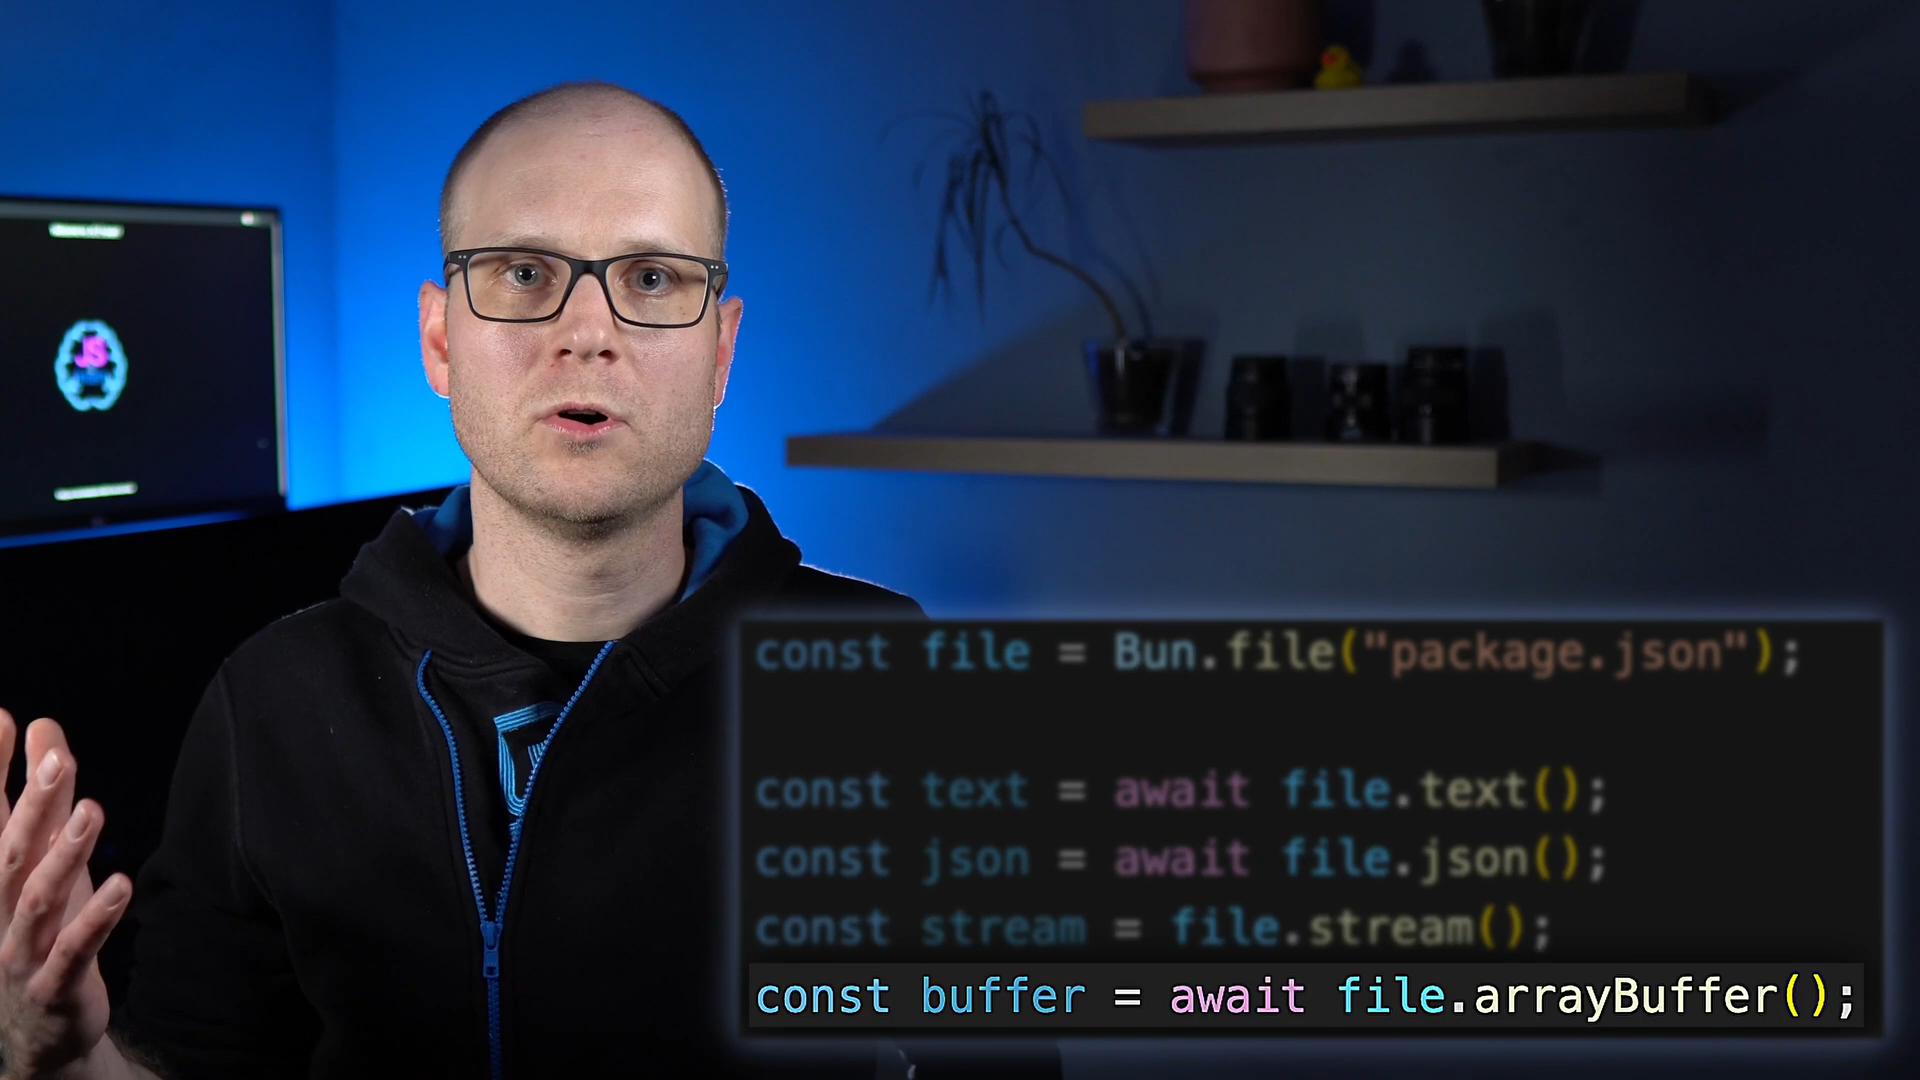 JS
const file = Bun.file("package.json");
const text = await file.text();
const json = await file.json();
const stream = file.stream();
const buffer = await file.arrayBuffer();